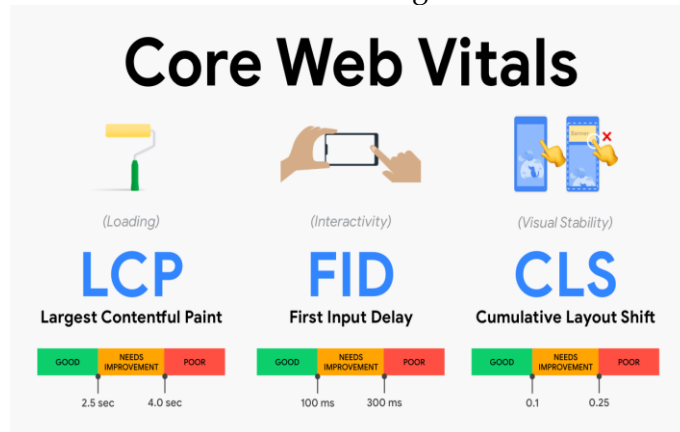 Core Web Vitals
(Loading)
LCP
Largest Contentful Paint
GOOD
NEEDS
IMPROVEMENT
POOR
2.5 sec
4.0 sec
(Interactivity)
FID
First Input Delay
GOOD
NEEDS
IMPROVEMENT
POOR
100 ms
300 ms
(Visual Stability)
CLS
Cumulative Layout Shift
GOOD
NEEDS
IMPROVEMENT
POOR
0.1
0.25